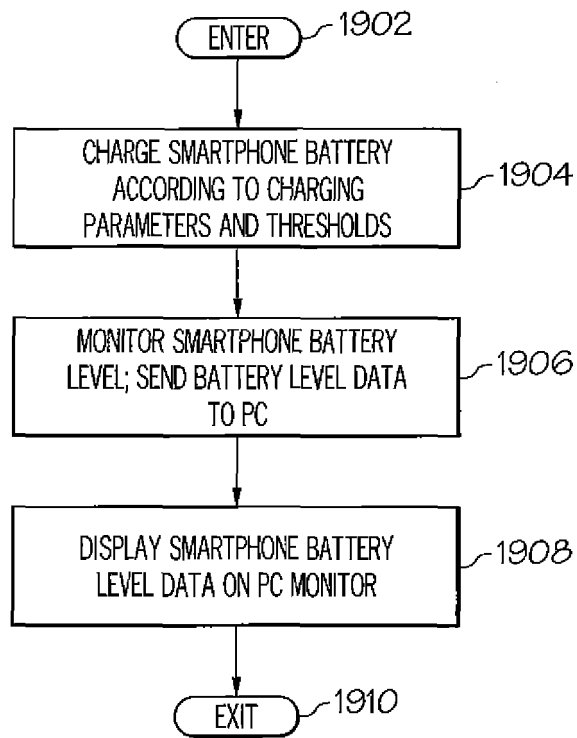 ENTER
1902
CHARGE SMARTPHONE BATTERY
ACCORDING TO CHARGING
PARAMETERS AND THRESHOLDS
1904
MONITOR SMARTPHONE BATTERY
LEVEL; SEND BATTERY LEVEL DATA
TO PC
1906
DISPLAY SMARTPHONE BATTERY
LEVEL DATA ON PC MONITOR
1908
EXIT
1910